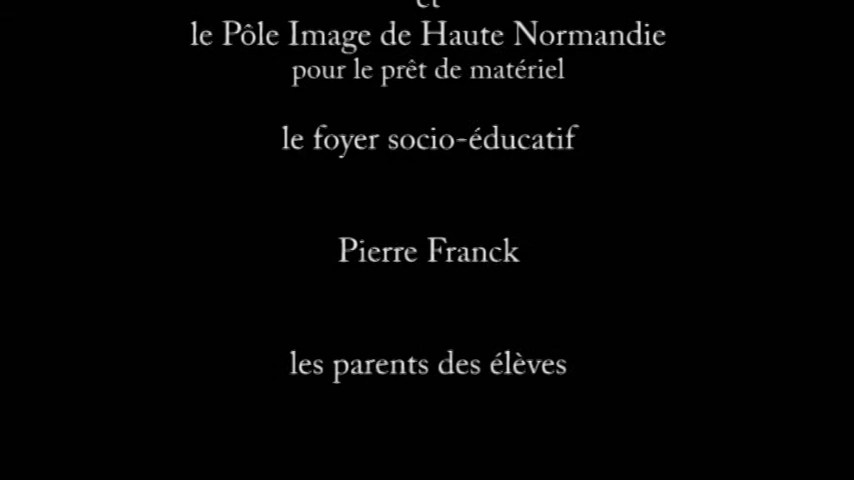 et
le Pôle Image de Haute Normandie
pour le prêt de matériel
le foyer socio-éducatif
Pierre Franck
les parents des élèves